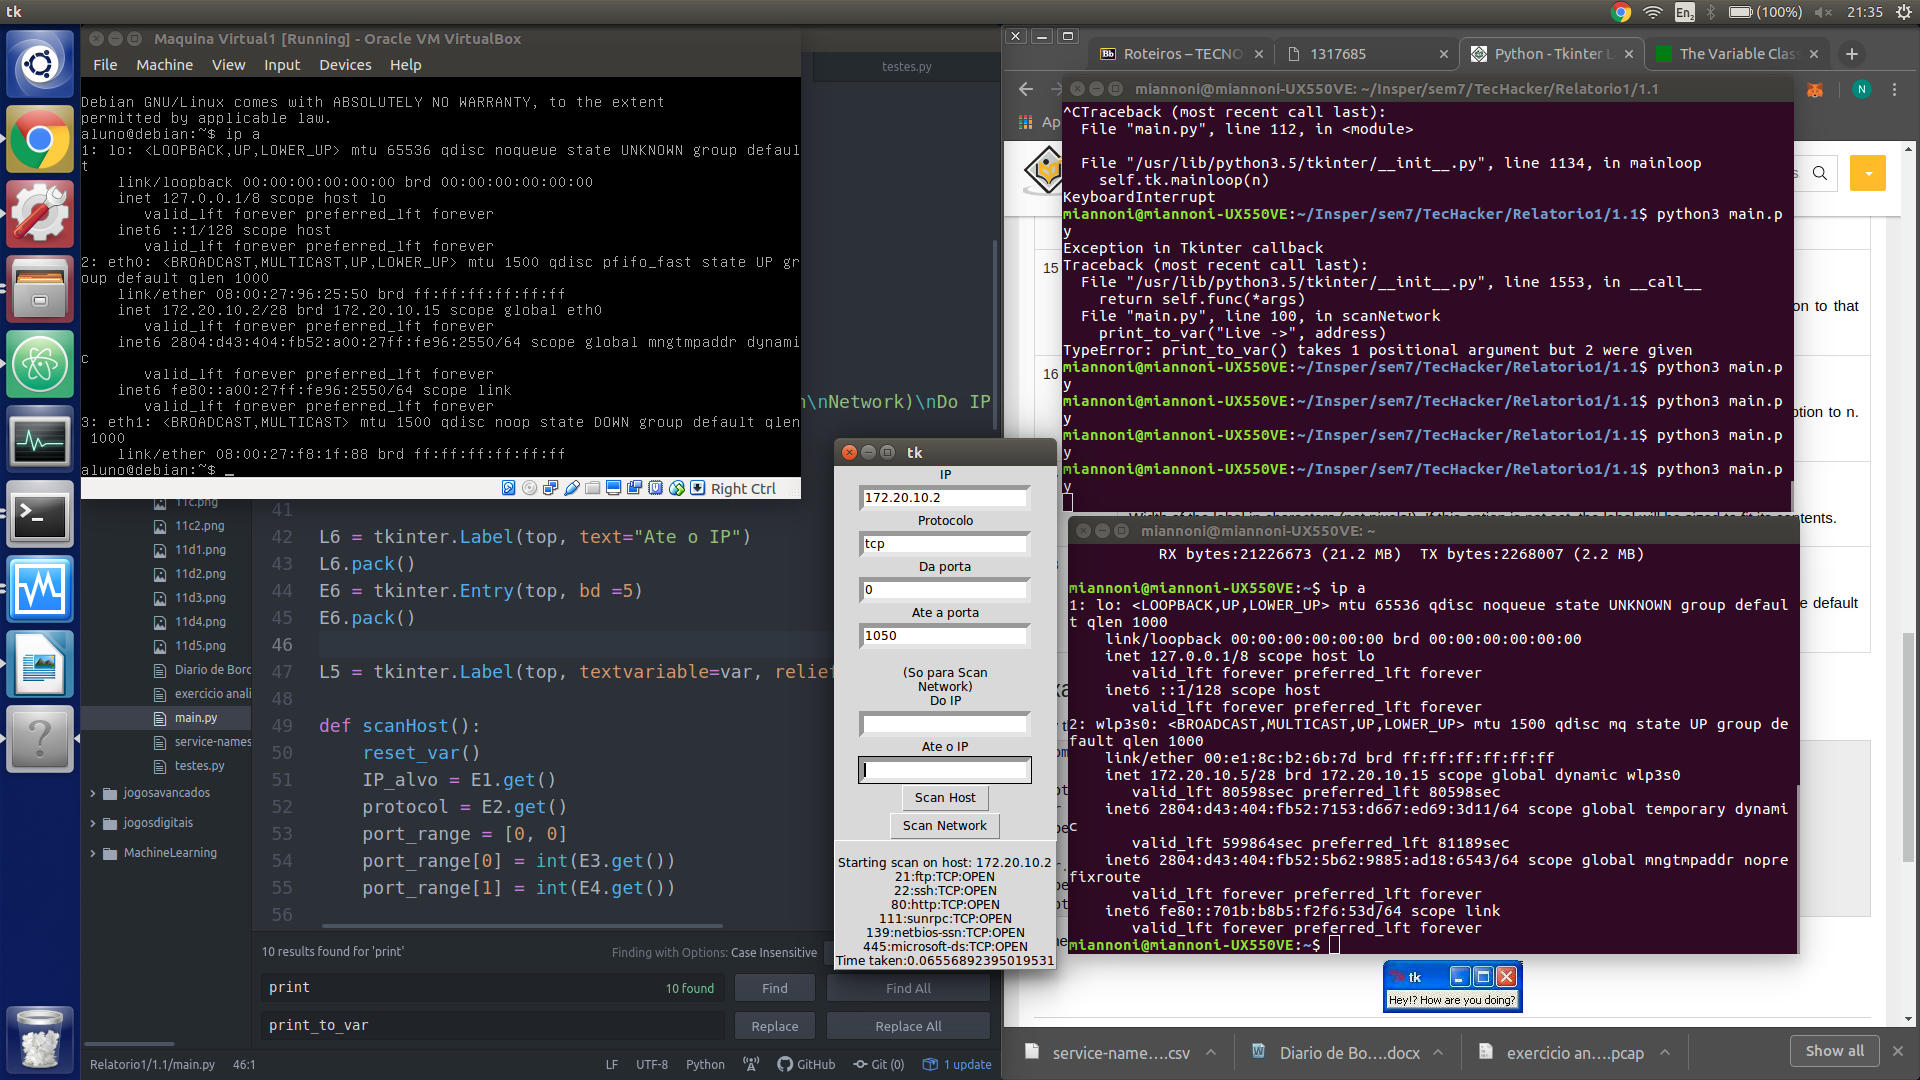 tk
En2
(100%)
21:35
Maquina Virtual1 [Running] - Oracle VM VirtualBox
File Machine View Input Devices Help
Debian GNU/Linux comes with ABSOLUTELY NO WARRANTY, to the extent
permitted by applicable law.
aluno@debian:~$ ip a
1: lo: <LOOPBACK,UP,LOWER_UP> mtu 65536 qdisc noqueue state UNKNOWN group defaul
t
link/loopback 00:00:00:00:00:00 brd 00:00:00:00:00:00
inet 127.0.0.1/8 scope host lo
valid_lft forever preferred_lft forever
inet6 ::1/128 scope host
valid_lft forever preferred_lft forever
2: eth0: <BROADCAST,MULTICAST,UP,LOWER_UP> mtu 1500 qdisc pfifo_fast state UP gr
oup default qlen 1000
link/ether 08:00:27:96:25:50 brd ff:ff:ff:ff:ff:ff
inet 172.20.10.2/28 brd 172.20.10.15 scope global eth0
valid_lft forever preferred_lft forever
inet6 2804:d43:404:fb52:a00:27ff:fe96:2550/64 scope global mngtmpaddr dynami
c
valid_lft forever preferred_lft forever
inet6 fe80::a00:27ff:fe96:2550/64 scope link
valid_lft forever preferred_lft forever
3: eth1: <BROADCAST,MULTICAST> mtu 1500 qdisc noop state DOWN group default qlen
1000
link/ether 08:00:27:f8:1f:88 brd ff:ff:ff:ff:ff:ff
aluno@debian:~$ _
Right Ctrl
testes.py
n\nNetwork)\nDo IP
11c.png
11c2.png
11d1.png
11d2.png
11d3.png
11d4.png
11d5.png
Diario de Bord
exercicio anali
main.py
service-names
testes.py
jogosavancados
jogosdigitais
MachineLearning
41
42 L6 = tkinter.Label(top, text="Ate o IP")
43 L6.pack()
44 E6 = tkinter.Entry(top, bd =5)
45 E6.pack()
46
47 L5 = tkinter.Label(top, textvariable=var, relief
48
49 def scanHost():
50 reset_var()
51 IP_alvo = E1.get()
52 protocol = E2.get()
53 port_range = [0, 0]
54 port_range[0] = int(E3.get())
55 port_range[1] = int(E4.get())
56
10 results found for 'print'
Finding with Options: Case Insensitive
print
10 found
Find
Find All
print_to_var
Replace
Replace All
Relatorio1/1.1/main.py 46:1
LF UTF-8 Python GitHub Git (0) 1 update
tk
IP
172.20.10.2
Protocolo
tcp
Da porta
0
Ate a porta
1050
(So para Scan
Network)
Do IP
Ate o IP
Scan Host
Scan Network
Starting scan on host: 172.20.10.2
21:ftp:TCP:OPEN
22:ssh:TCP:OPEN
80:http:TCP:OPEN
111:sunrpc:TCP:OPEN
139:netbios-ssn:TCP:OPEN
445:microsoft-ds:TCP:OPEN
Time taken:0.06556892395019531
Bb Roteiros – TECNO
1317685
Python - Tkinter L
The Variable Clas
N
Ap
miannoni@miannoni-UX550VE: ~/Insper/sem7/TecHacker/Relatorio1/1.1
^CTraceback (most recent call last):
File "main.py", line 112, in <module>
File "/usr/lib/python3.5/tkinter/__init__.py", line 1134, in mainloop
self.tk.mainloop(n)
KeyboardInterrupt
miannoni@miannoni-UX550VE:~/Insper/sem7/TecHacker/Relatorio1/1.1$ python3 main.p
y
Exception in Tkinter callback
Traceback (most recent call last):
File "/usr/lib/python3.5/tkinter/__init__.py", line 1553, in __call__
return self.func(*args)
File "main.py", line 100, in scanNetwork
print_to_var("Live ->", address)
TypeError: print_to_var() takes 1 positional argument but 2 were given
miannoni@miannoni-UX550VE:~/Insper/sem7/TecHacker/Relatorio1/1.1$ python3 main.p
y
miannoni@miannoni-UX550VE:~/Insper/sem7/TecHacker/Relatorio1/1.1$ python3 main.p
y
miannoni@miannoni-UX550VE:~/Insper/sem7/TecHacker/Relatorio1/1.1$ python3 main.p
y
miannoni@miannoni-UX550VE:~/Insper/sem7/TecHacker/Relatorio1/1.1$ python3 main.p
y
15
on to that
16
ption to n.
ntents.
e default
miannoni@miannoni-UX550VE: ~
RX bytes:21226673 (21.2 MB) TX bytes:2268007 (2.2 MB)
miannoni@miannoni-UX550VE:~$ ip a
1: lo: <LOOPBACK,UP,LOWER_UP> mtu 65536 qdisc noqueue state UNKNOWN group defaul
t qlen 1000
link/loopback 00:00:00:00:00:00 brd 00:00:00:00:00:00
inet 127.0.0.1/8 scope host lo
valid_lft forever preferred_lft forever
inet6 ::1/128 scope host
valid_lft forever preferred_lft forever
2: wlp3s0: <BROADCAST,MULTICAST,UP,LOWER_UP> mtu 1500 qdisc mq state UP group de
fault qlen 1000
link/ether 00:e1:8c:b2:6b:7d brd ff:ff:ff:ff:ff:ff
inet 172.20.10.5/28 brd 172.20.10.15 scope global dynamic wlp3s0
valid_lft 80598sec preferred_lft 80598sec
inet6 2804:d43:404:fb52:7153:d667:ed69:3d11/64 scope global temporary dynami
c
valid_lft 599864sec preferred_lft 81189sec
inet6 2804:d43:404:fb52:5b62:9885:ad18:6543/64 scope global mngtmpaddr nopre
fixroute
valid_lft forever preferred_lft forever
inet6 fe80::701b:b8b5:f2f6:53d/64 scope link
valid_lft forever preferred_lft forever
miannoni@miannoni-UX550VE:~$
tk
Hey!? How are you doing?
service-name....csv
Diario de Bo....docx
exercicio an....pcap
Show all